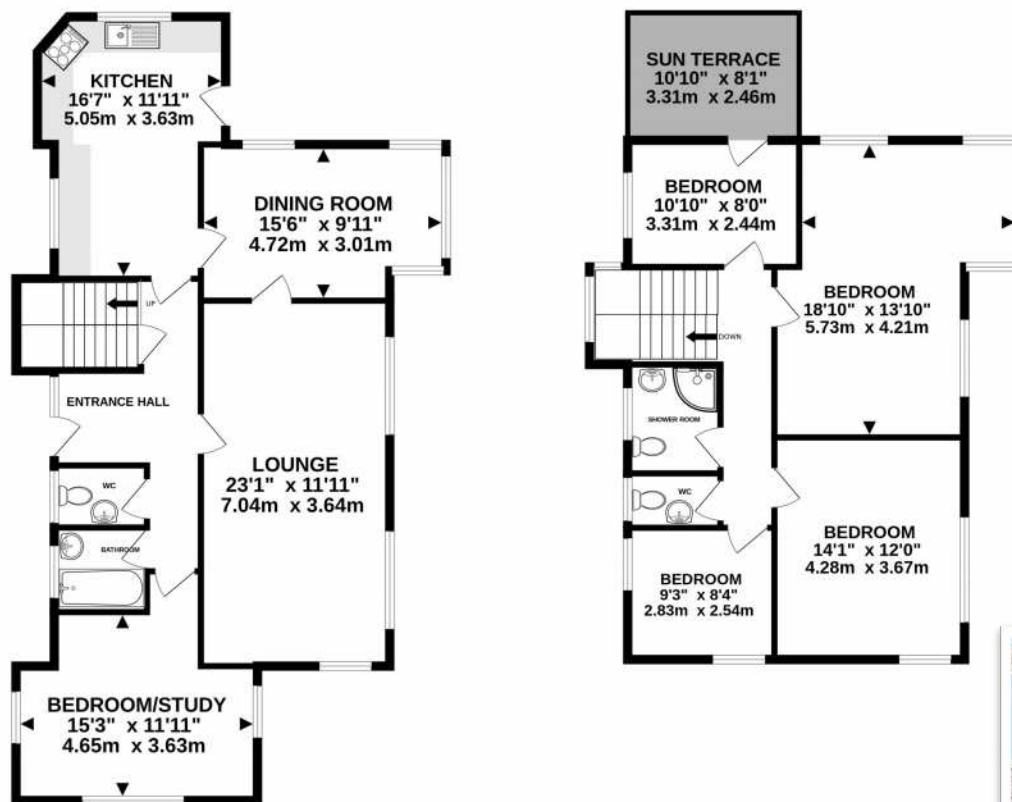 KITCHEN
16'7" x 11'11"
5.05m x 3.63m
DINING ROOM
15'6" x 9'11"
4.72m x 3.01m
UP
ENTRANCE HALL
LOUNGE
23'1" x 11'11"
7.04m x 3.64m
WC
BATHROOM
BEDROOM/STUDY
15'3" x 11'11"
4.65m x 3.63m
SUN TERRACE
10'10" x 8'1"
3.31m x 2.46m
BEDROOM
10'10" x 8'0"
3.31m x 2.44m
BEDROOM
18'10" x 13'10"
5.73m x 4.21m
DOWN
SHOWER ROOM
WC
BEDROOM
14'1" x 12'0"
4.28m x 3.67m
BEDROOM
9'3" x 8'4"
2.83m x 2.54m